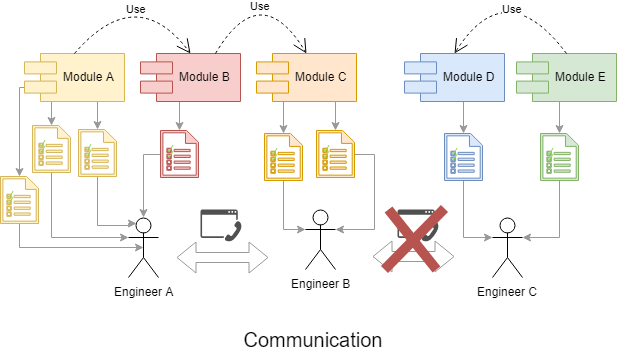 Use
Use
Use
Module A
Module B
Module C
Module D
Module E
Engineer A
Engineer B
Engineer C
Communication